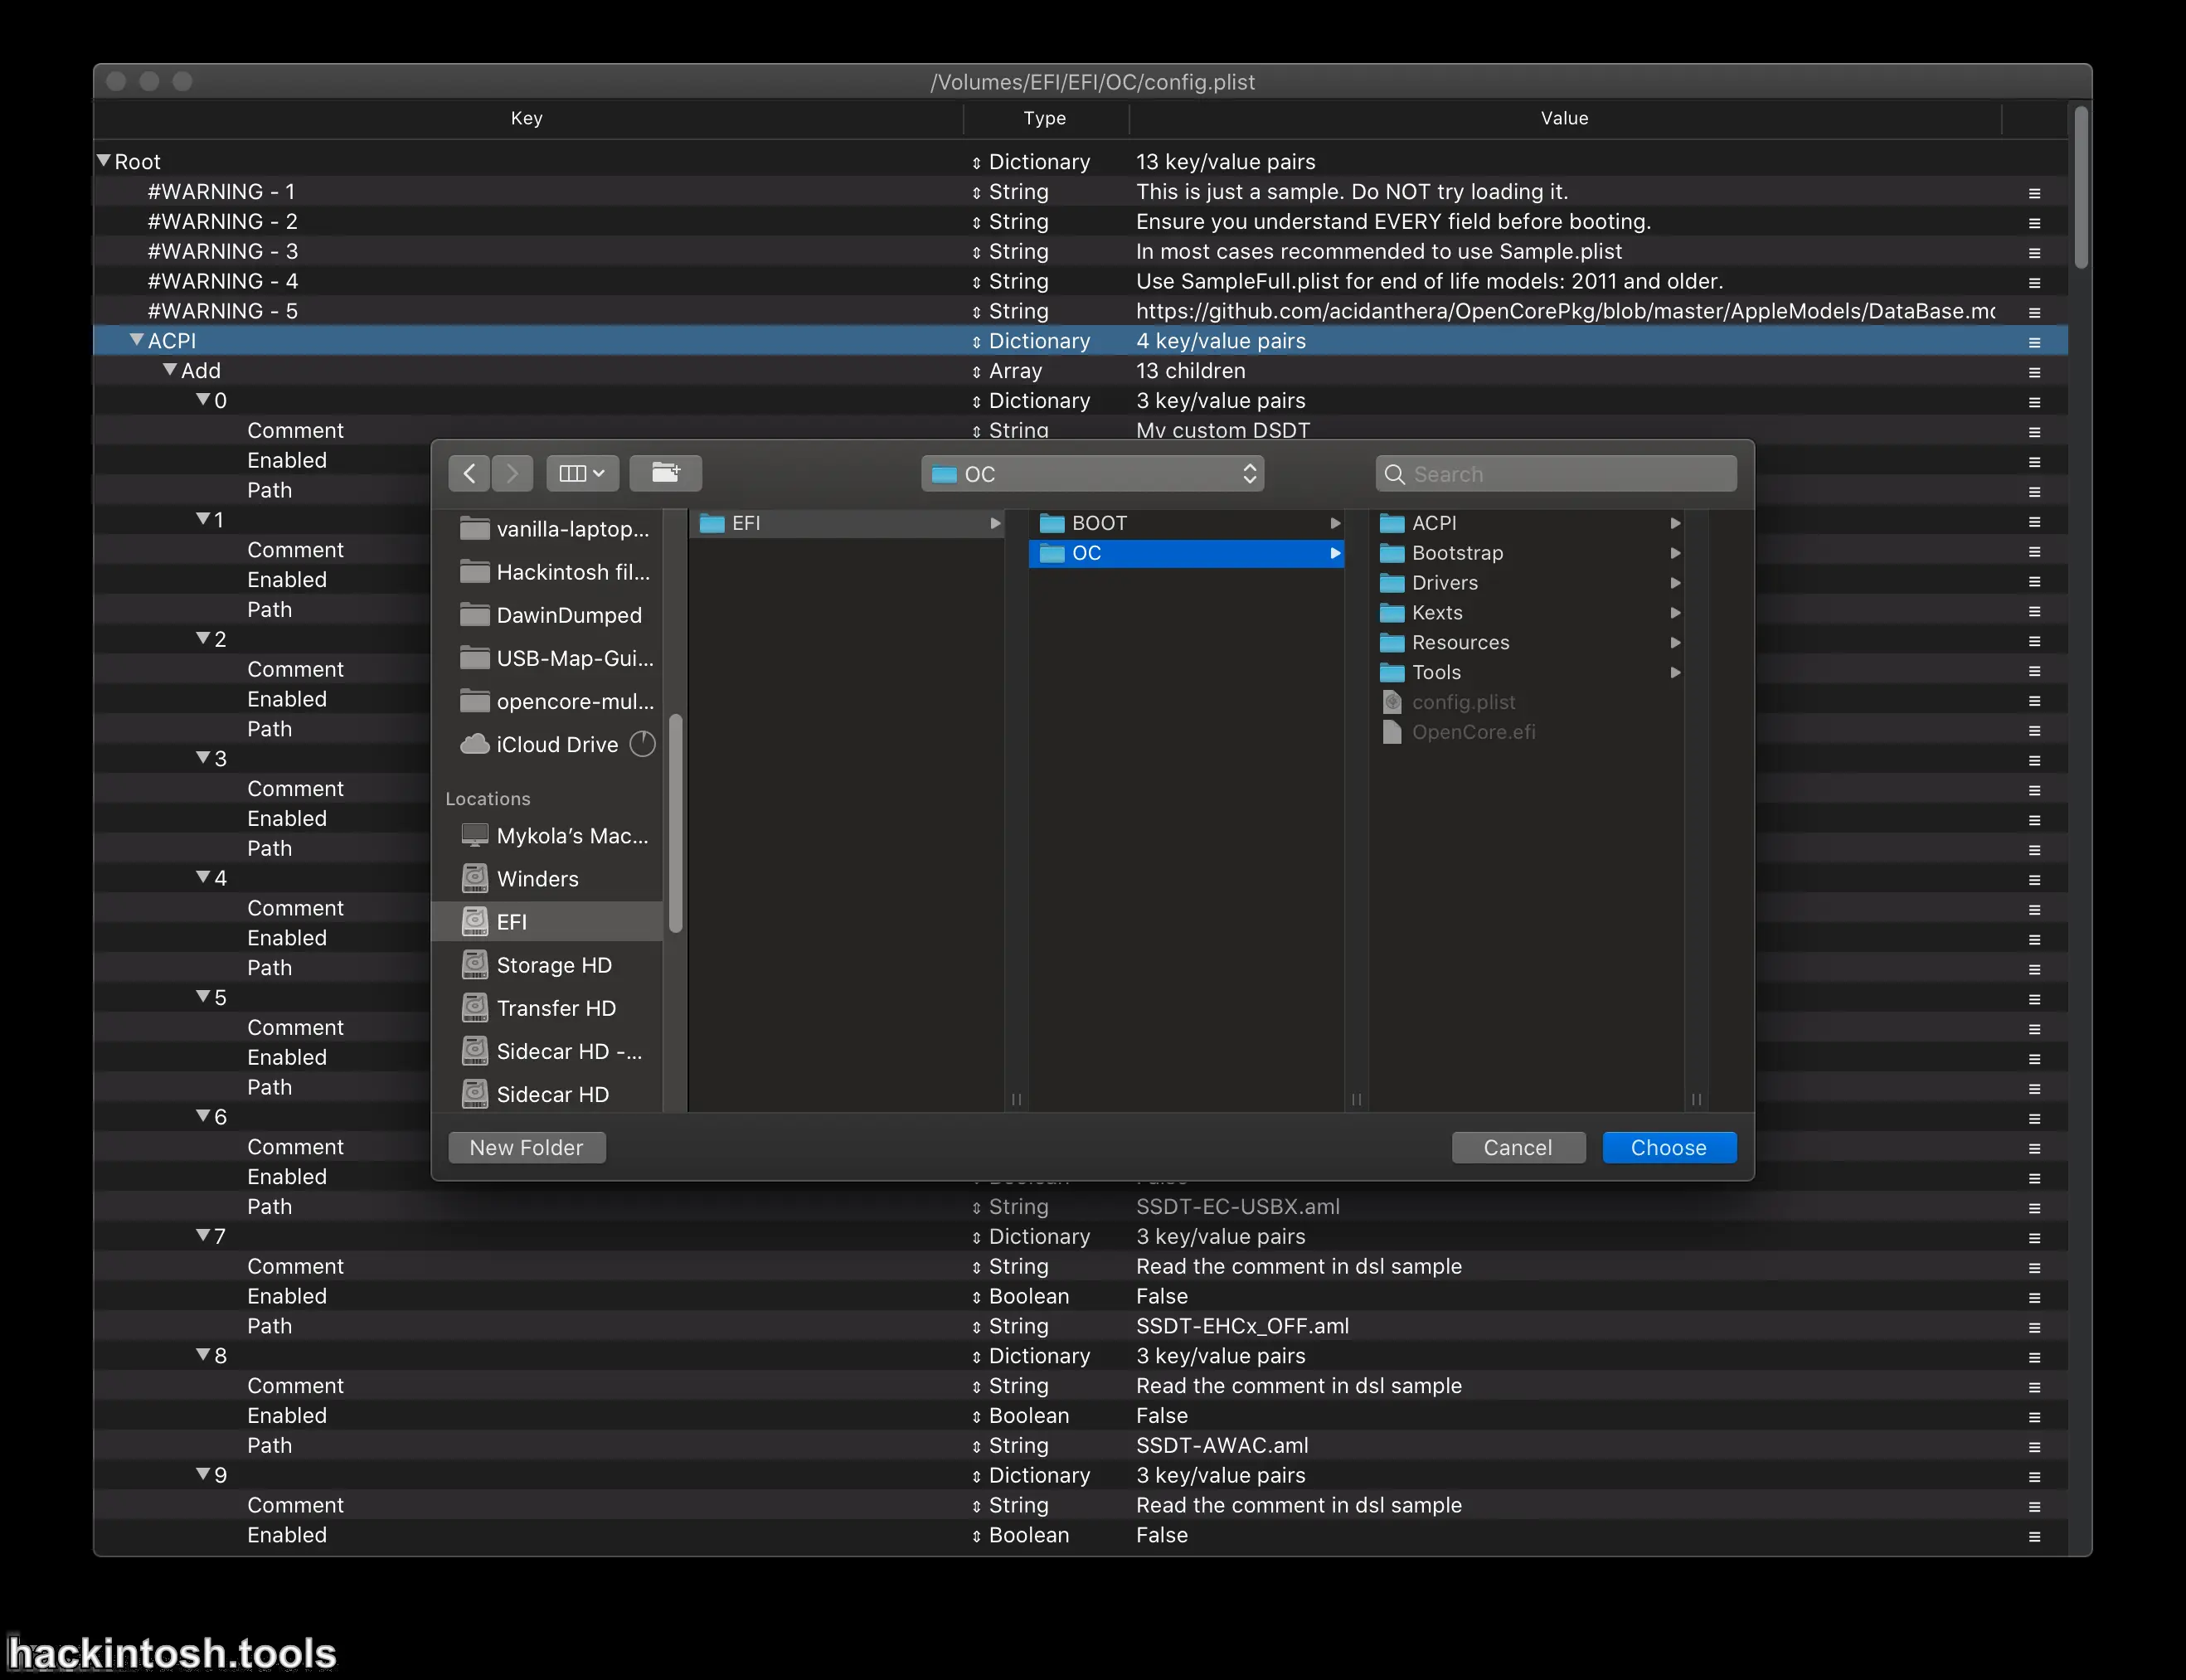 /Volumes/EFI/EFI/OC/config.plist
Key Type Value
Root Dictionary 13 key/value pairs
#WARNING - 1 String This is just a sample. Do NOT try loading it.
#WARNING - 2 String Ensure you understand EVERY field before booting.
#WARNING - 3 String In most cases recommended to use Sample.plist
#WARNING - 4 String Use SampleFull.plist for end of life models: 2011 and older.
#WARNING - 5 String https://github.com/acidanthera/OpenCorePkg/blob/master/AppleModels/DataBase.mc
ACPI Dictionary 4 key/value pairs
Add Array 13 children
0 Dictionary 3 key/value pairs
Comment String My custom DSDT
Enabled
Path
1
Comment
Enabled
Path
2
Comment
Enabled
Path
3
Comment
Enabled
Path
4
Comment
Enabled
Path
5
Comment
Enabled
Path
6
Comment
Enabled
Path String SSDT-EC-USBX.aml
7 Dictionary 3 key/value pairs
Comment String Read the comment in dsl sample
Enabled Boolean False
Path String SSDT-EHCx_OFF.aml
8 Dictionary 3 key/value pairs
Comment String Read the comment in dsl sample
Enabled Boolean False
Path String SSDT-AWAC.aml
9 Dictionary 3 key/value pairs
Comment String Read the comment in dsl sample
Enabled Boolean False
OC
Search
vanilla-laptop...
Hackintosh fil...
DawinDumped
USB-Map-Gui...
opencore-mul...
iCloud Drive
Locations
Mykola's Mac...
Winders
EFI
Storage HD
Transfer HD
Sidecar HD -...
Sidecar HD
EFI
BOOT
OC
ACPI
Bootstrap
Drivers
Kexts
Resources
Tools
config.plist
OpenCore.efi
New Folder
Cancel
Choose
hackintosh.tools